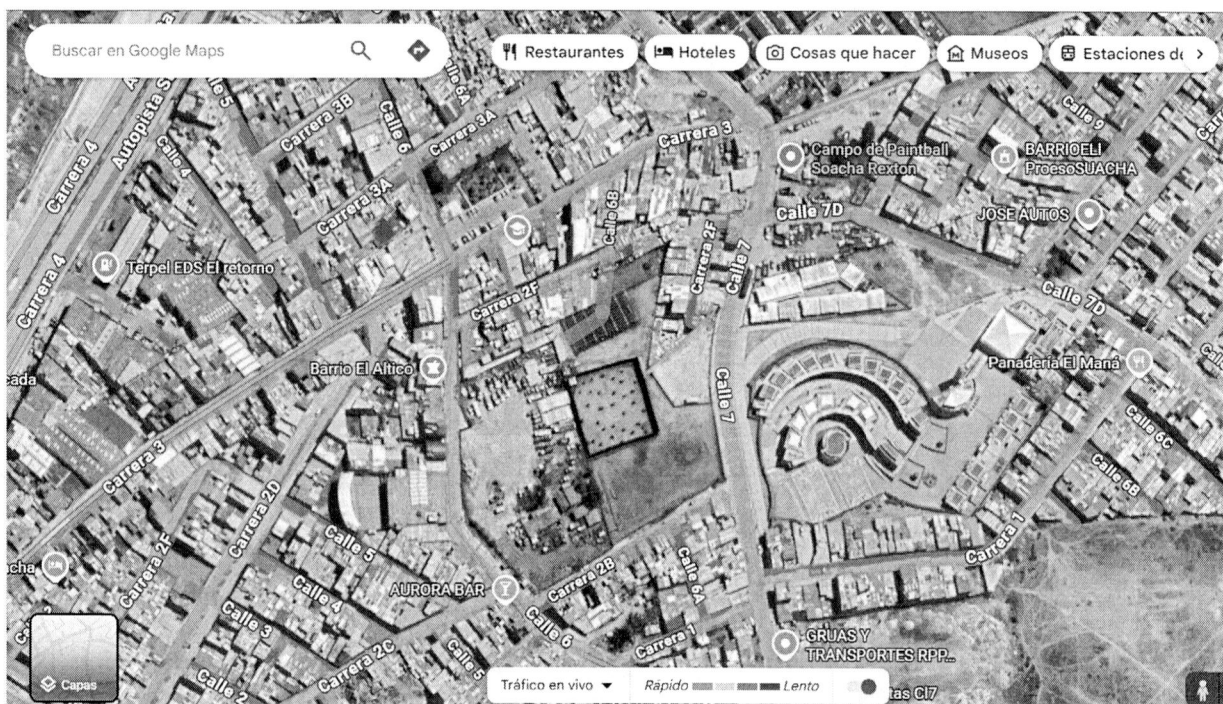 Buscar en Google Maps
Restaurantes
Hoteles
Cosas que hacer
Museos
Estaciones de
Calle 5
Carrera 3B
Calle 6
Calle 6A
Carrera 3A
Carrera 3
Calle 9
Carrera 4
Autopista
Calle 4
Campo de Paintball
Soacha Rexton
BARRIOELI
ProesoSUACHA
Carrera 3A
Calle 6B
Calle 7D
JOSE AUTOS
Terpel EDS El retorno
Carrera 4
Carrera 2F
Carrera 2F
Calle 7
Calle 7D
Barrio El Altico
Panaderia El Maná
Calle 7
Carrera 3
Carrera 2D
Calle 6C
Calle 6B
Calle 5
Carrera 2F
Carrera 1
AURORA BAR
Carrera 2B
Calle 6A
Calle 4
Calle 3
Calle 6
Carrera 1
GRUAS Y
TRANSPORTES RPP...
Carrera 2C
Calle 5
Calle 2
Capas
Tráfico en vivo
Rápido
Lento
tas Cl7